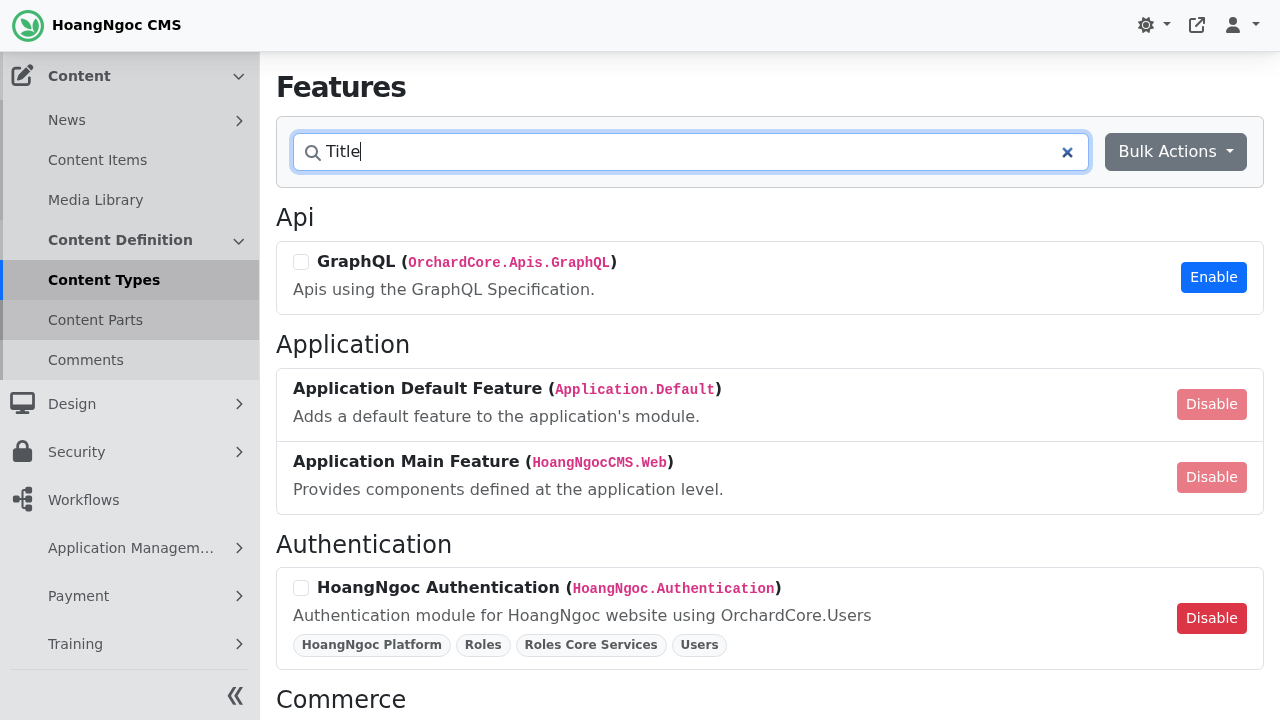 HoangNgoc CMS
Content
News
Content Items
Media Library
Content Definition
Content Types
Content Parts
Comments
Design
Security
Workflows
Application Managem...
Payment
Training
Features
Title
Bulk Actions
Api
GraphQL (OrchardCore.Apis.GraphQL)
Apis using the GraphQL Specification.
Enable
Application
Application Default Feature (Application.Default)
Adds a default feature to the application's module.
Disable
Application Main Feature (HoangNgocCMS.Web)
Provides components defined at the application level.
Disable
Authentication
HoangNgoc Authentication (HoangNgoc.Authentication)
Authentication module for HoangNgoc website using OrchardCore.Users
HoangNgoc Platform Roles Roles Core Services Users
Disable
Commerce